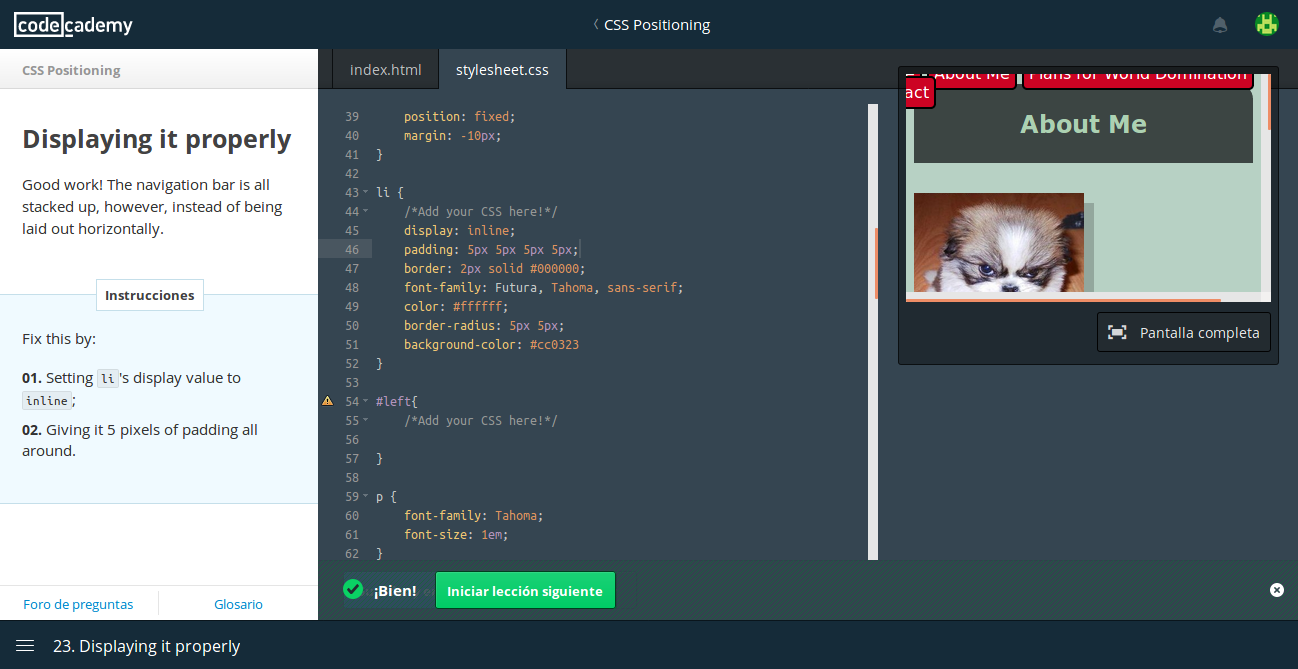 codecademy
CSS Positioning
CSS Positioning
Displaying it properly
Good work! The navigation bar is all
stacked up, however, instead of being
laid out horizontally.
Instrucciones
Fix this by:
01. Setting li's display value to
inline;
02. Giving it 5 pixels of padding all
around.
Foro de preguntas
Glosario
index.html
stylesheet.css
39 position: fixed;
40 margin: -10px;
41 }
42
43 li {
44 /*Add your CSS here!*/
45 display: inline;
46 padding: 5px 5px 5px 5px;
47 border: 2px solid #000000;
48 font-family: Futura, Tahoma, sans-serif;
49 color: #ffffff;
50 border-radius: 5px 5px;
51 background-color: #cc0323
52 }
53
54 #left{
55 /*Add your CSS here!*/
56
57 }
58
59 p {
60 font-family: Tahoma;
61 font-size: 1em;
62 }
About Me
Plans for World Domination
act
About Me
Pantalla completa
¡Bien!
Iniciar lección siguiente
23. Displaying it properly